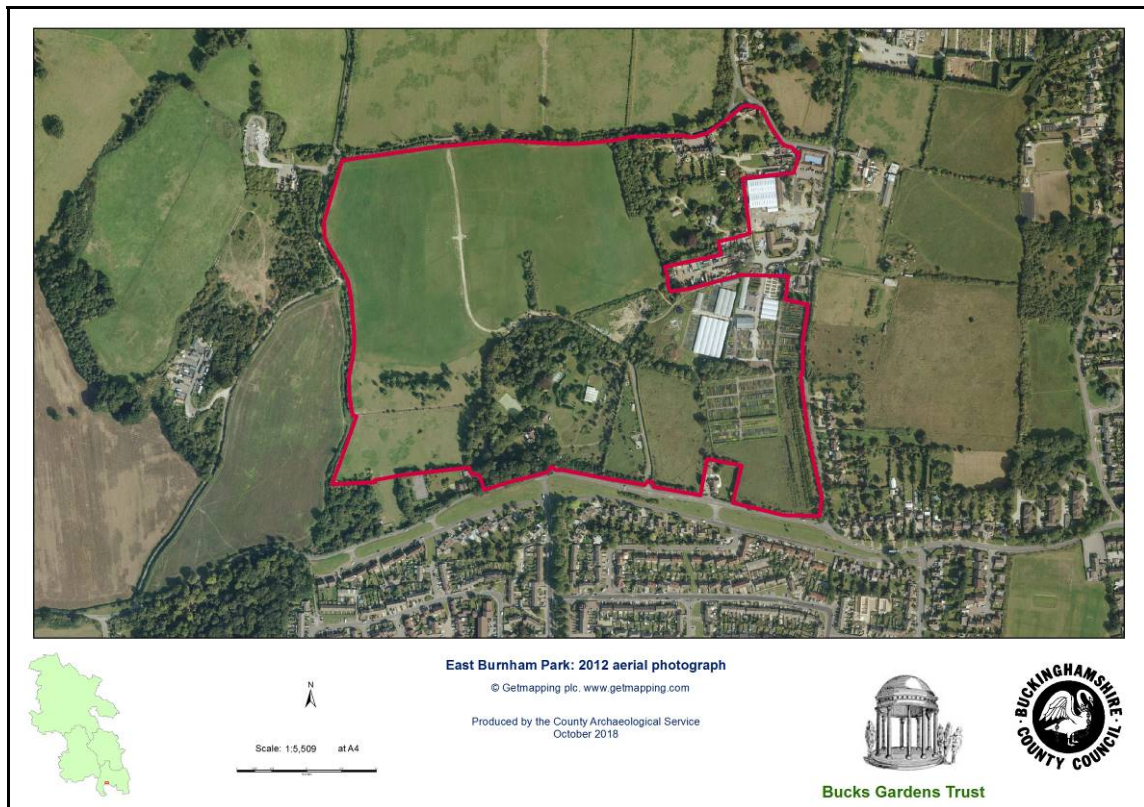 East Burnham Park: 2012 aerial photograph
© Getmapping plc. www.getmapping.com
Produced by the County Archaeological Service
October 2018
N
Scale: 1:5,509 at A4
Bucks Gardens Trust
·BUCKINGHAMSHIRE·
COUNTY COUNCIL